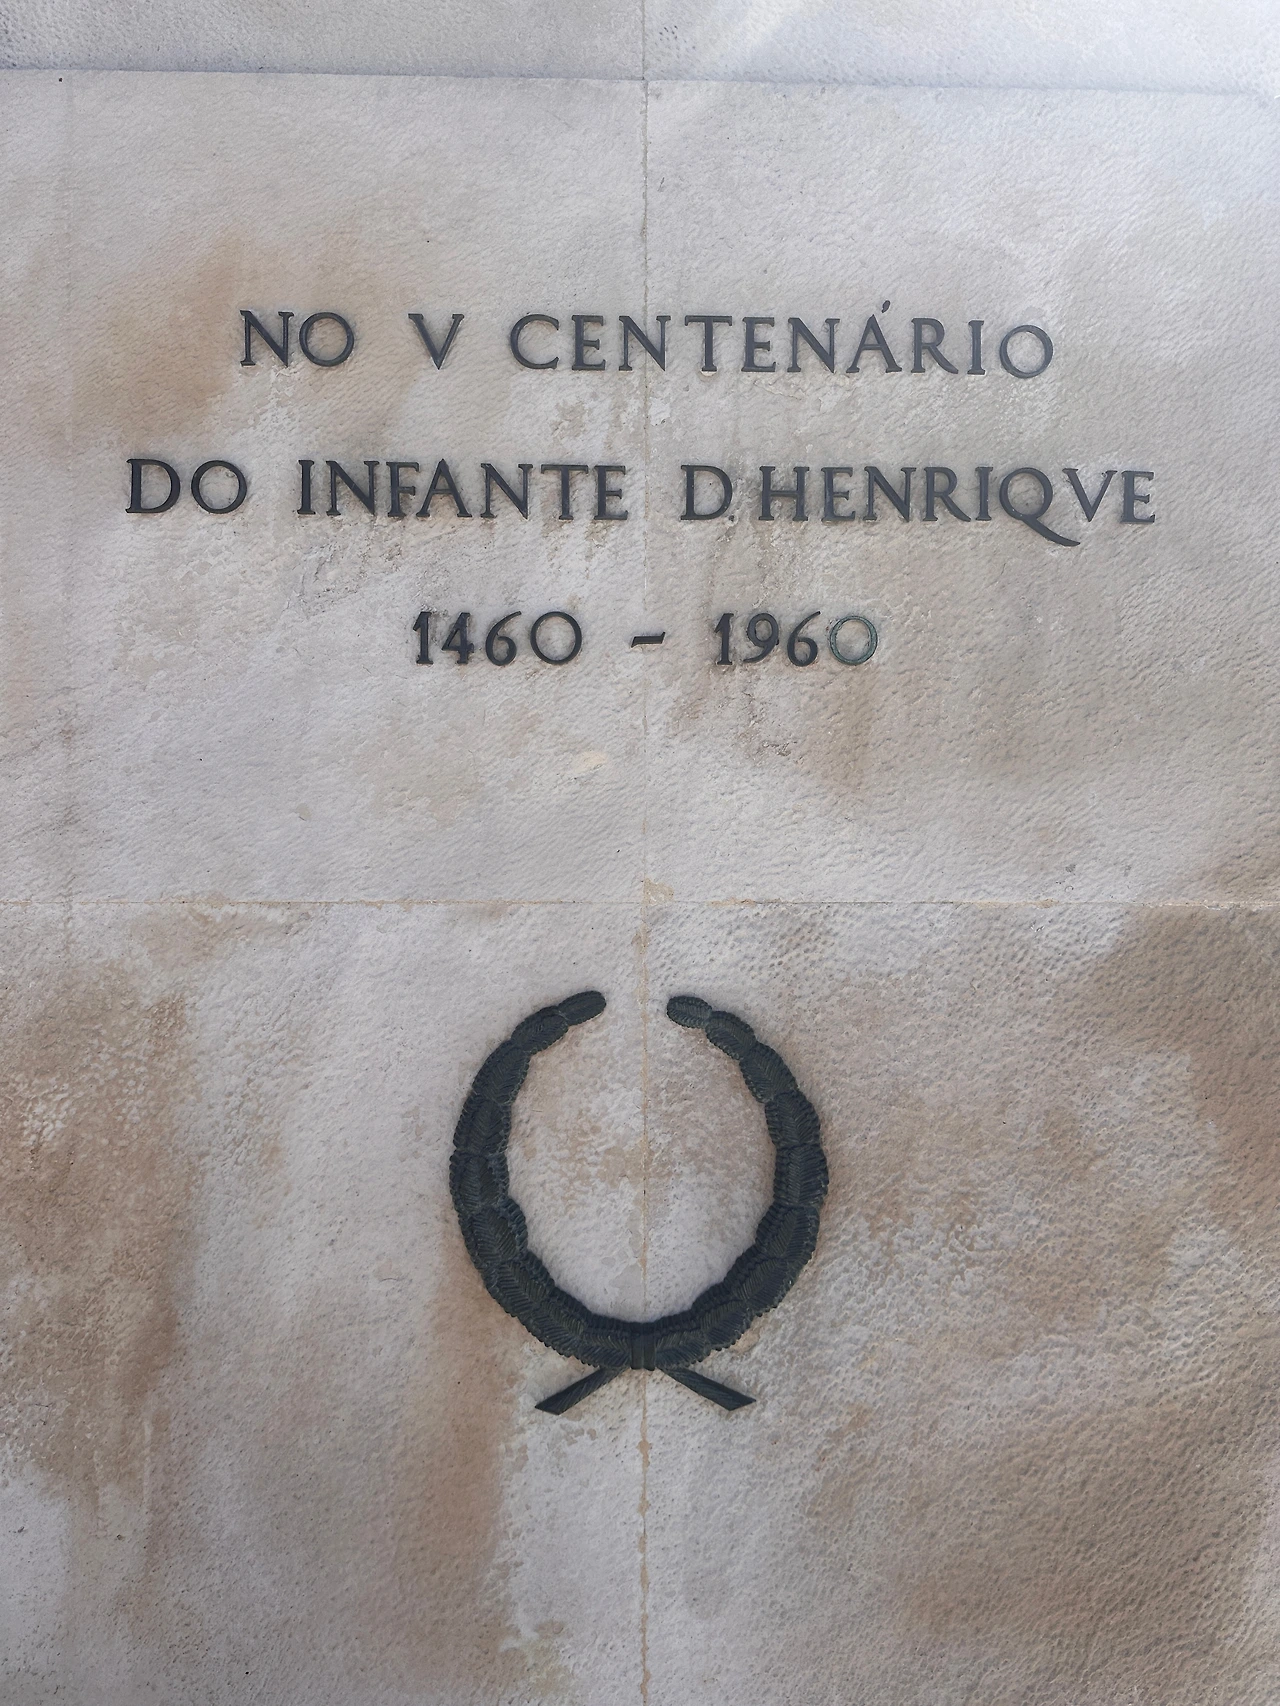 NO V CENTENÁRIO
DO INFANTE D.HENRIQVE
1460 - 1960